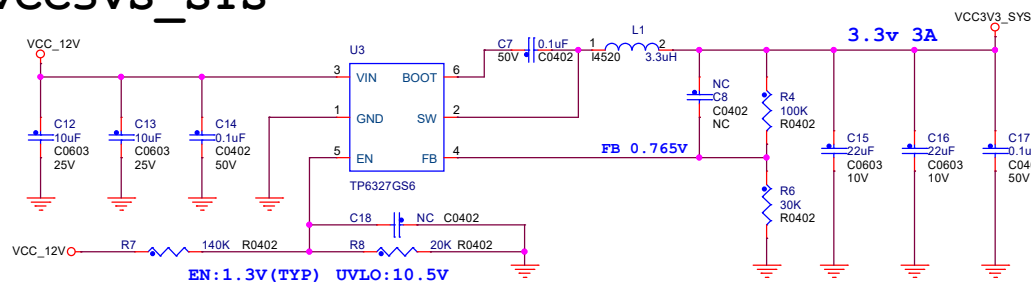 VCC3V3_SYS
VCC_12V
C12
10uF
C0603
25V
C13
10uF
C0603
25V
C14
0.1uF
C0402
50V
U3
3 VIN BOOT 6
1 GND SW 2
5 EN FB 4
TP6327GS6
C7
50V
0.1uF
C0402
L1
1 2
I4520 3.3uH
3.3v 3A
VCC3V3_SYS
NC
C8
C0402
NC
R4
100K
R0402
FB 0.765V
R6
30K
R0402
C15
22uF
C0603
10V
C16
22uF
C0603
10V
C17
50V
C18 NC C0402
VCC_12V R7 140K R0402 R8 20K R0402
EN:1.3V(TYP) UVLO:10.5V